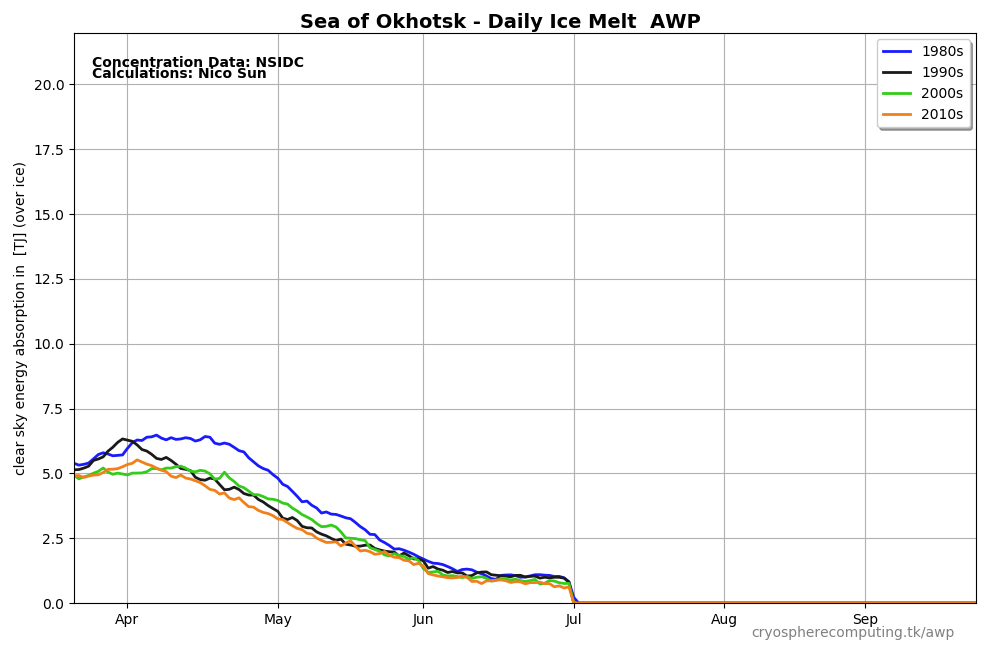 Sea of Okhotsk - Daily Ice Melt  AWP
Concentration Data: NSIDC
Calculations: Nico Sun
1980s
1990s
2000s
2010s
clear sky energy absorption in  [TJ] (over ice)
20.0
17.5
15.0
12.5
10.0
7.5
5.0
2.5
0.0
Apr May Jun Jul Aug Sep
cryospherecomputing.tk/awp